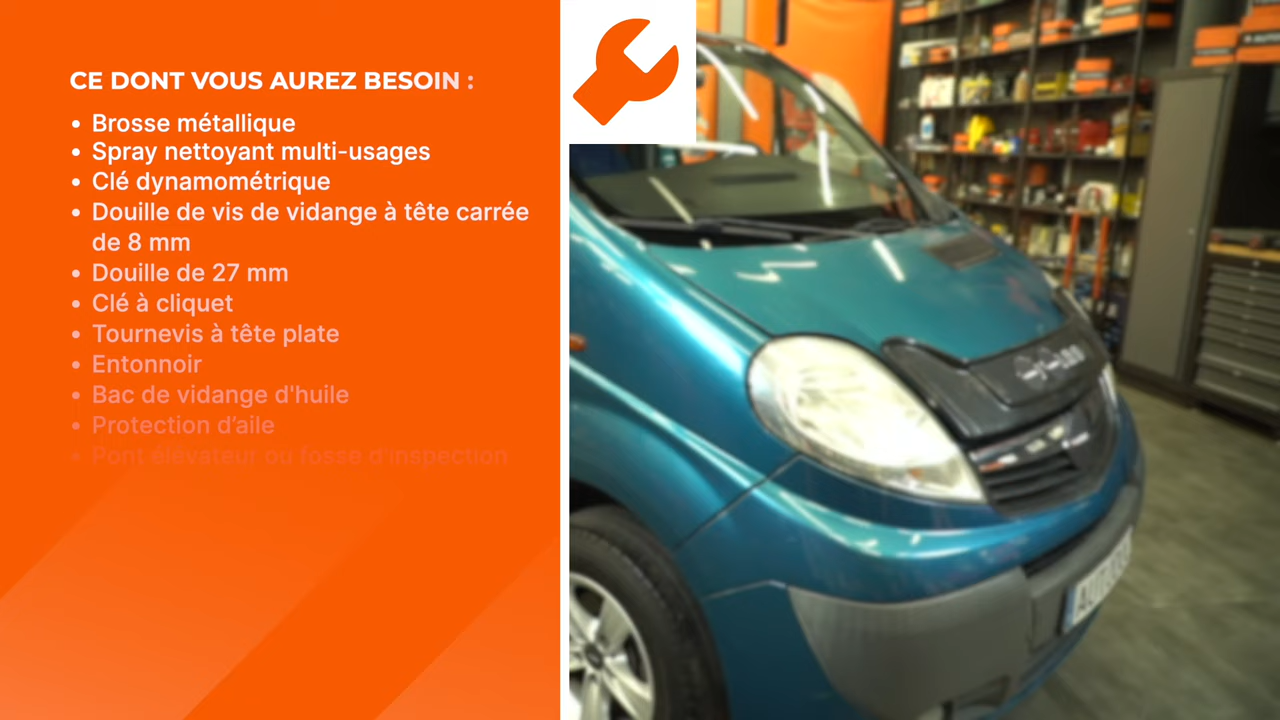 CE DONT VOUS AUREZ BESOIN :
• Brosse métallique
• Spray nettoyant multi-usages
• Clé dynamométrique
• Douille de vis de vidange à tête carrée
de 8 mm
• Douille de 27 mm
• Clé à cliquet
• Tournevis à tête plate
• Entonnoir
• Bac de vidange d'huile
• Protection d’aile
• Pont élévateur ou fosse d'inspection